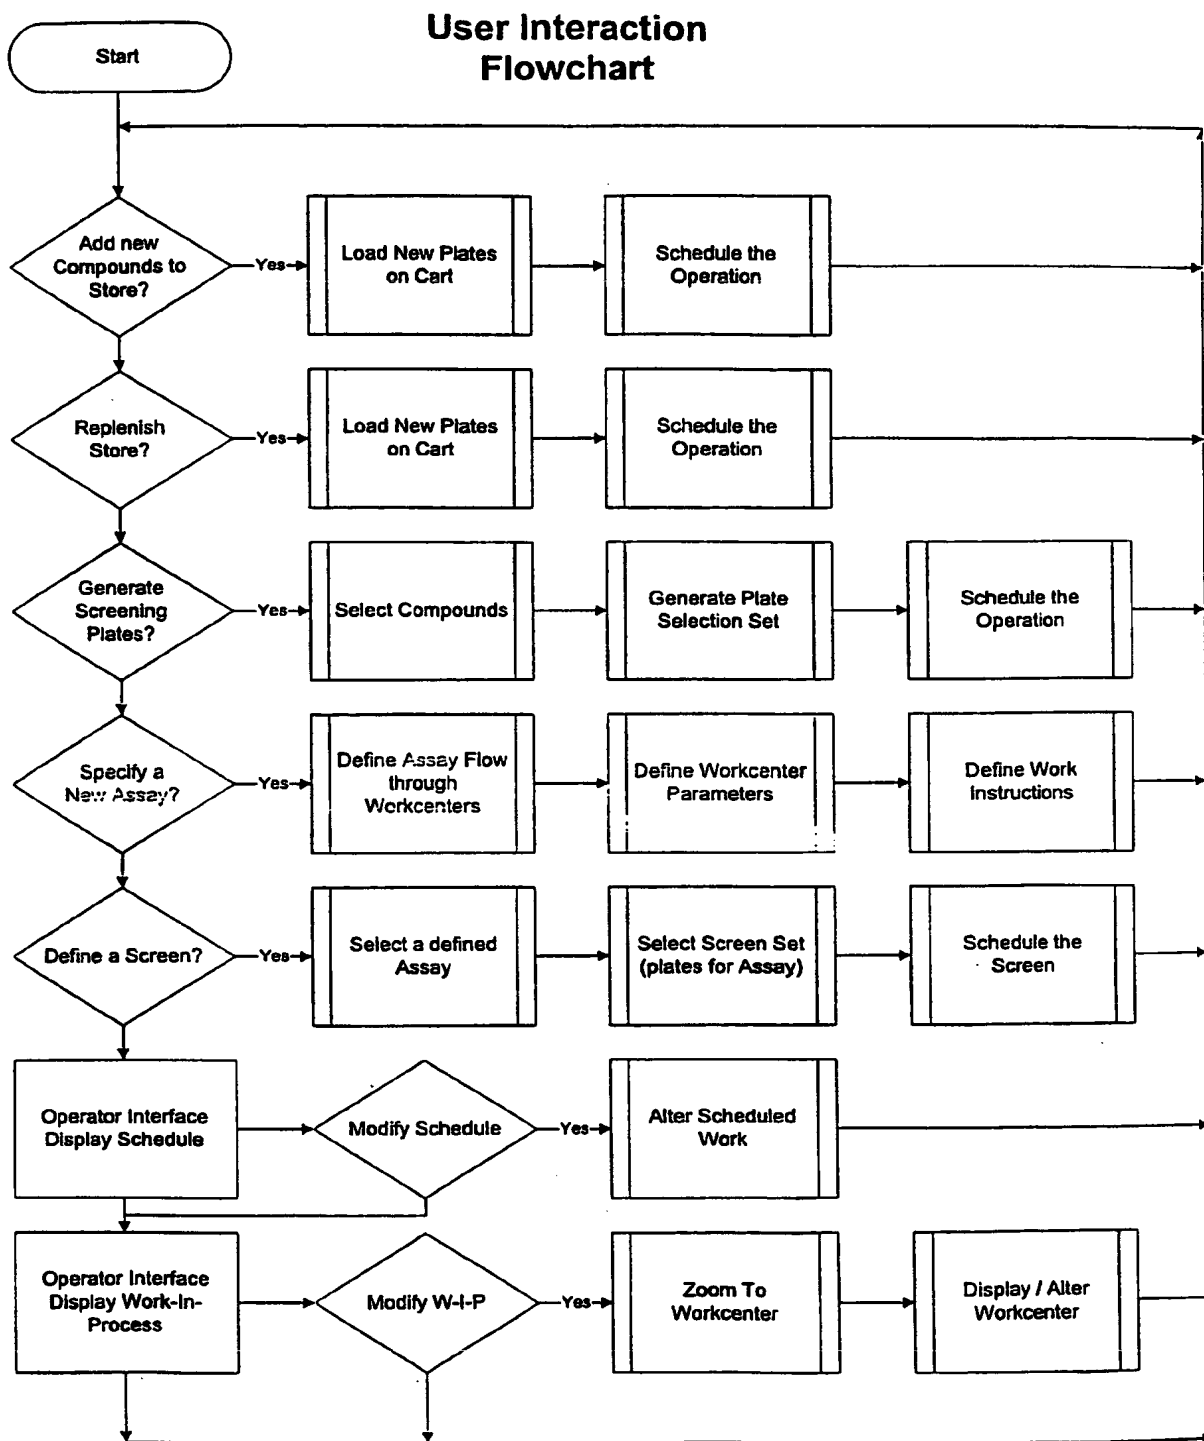 User Interaction
Flowchart
Start
Add new
Compounds to
Store?
Yes
Load New Plates
on Cart
Schedule the
Operation
Replenish
Store?
Yes
Load New Plates
on Cart
Schedule the
Operation
Generate
Screening
Plates?
Yes
Select Compounds
Generate Plate
Selection Set
Schedule the
Operation
Specify a
New Assay?
Yes
Define Assay Flow
through
Workcenters
Define Workcenter
Parameters
Define Work
Instructions
Define a Screen?
Yes
Select a defined
Assay
Select Screen Set
(plates for Assay)
Schedule the
Screen
Operator Interface
Display Schedule
Modify Schedule
Yes
Alter Scheduled
Work
Operator Interface
Display Work-In-
Process
Modify W-I-P
Yes
Zoom To
Workcenter
Display / Alter
Workcenter